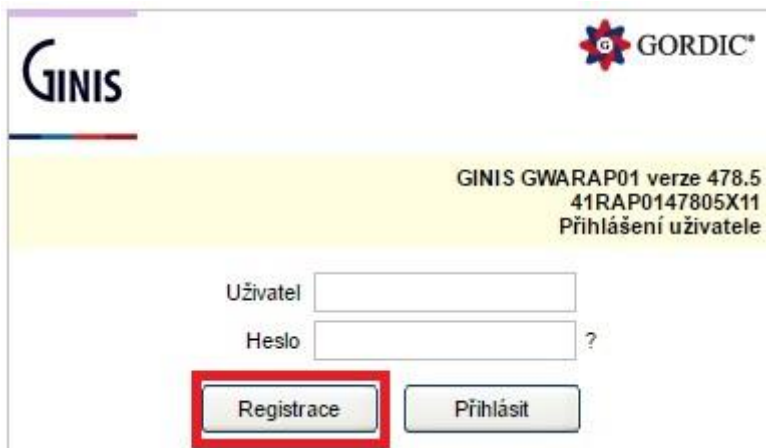 GINIS
G GORDIC®
GINIS GWARAP01 verze 478.5
41RAP0147805X11
Přihlášení uživatele
Uživatel
Heslo ?
Registrace Přihlásit